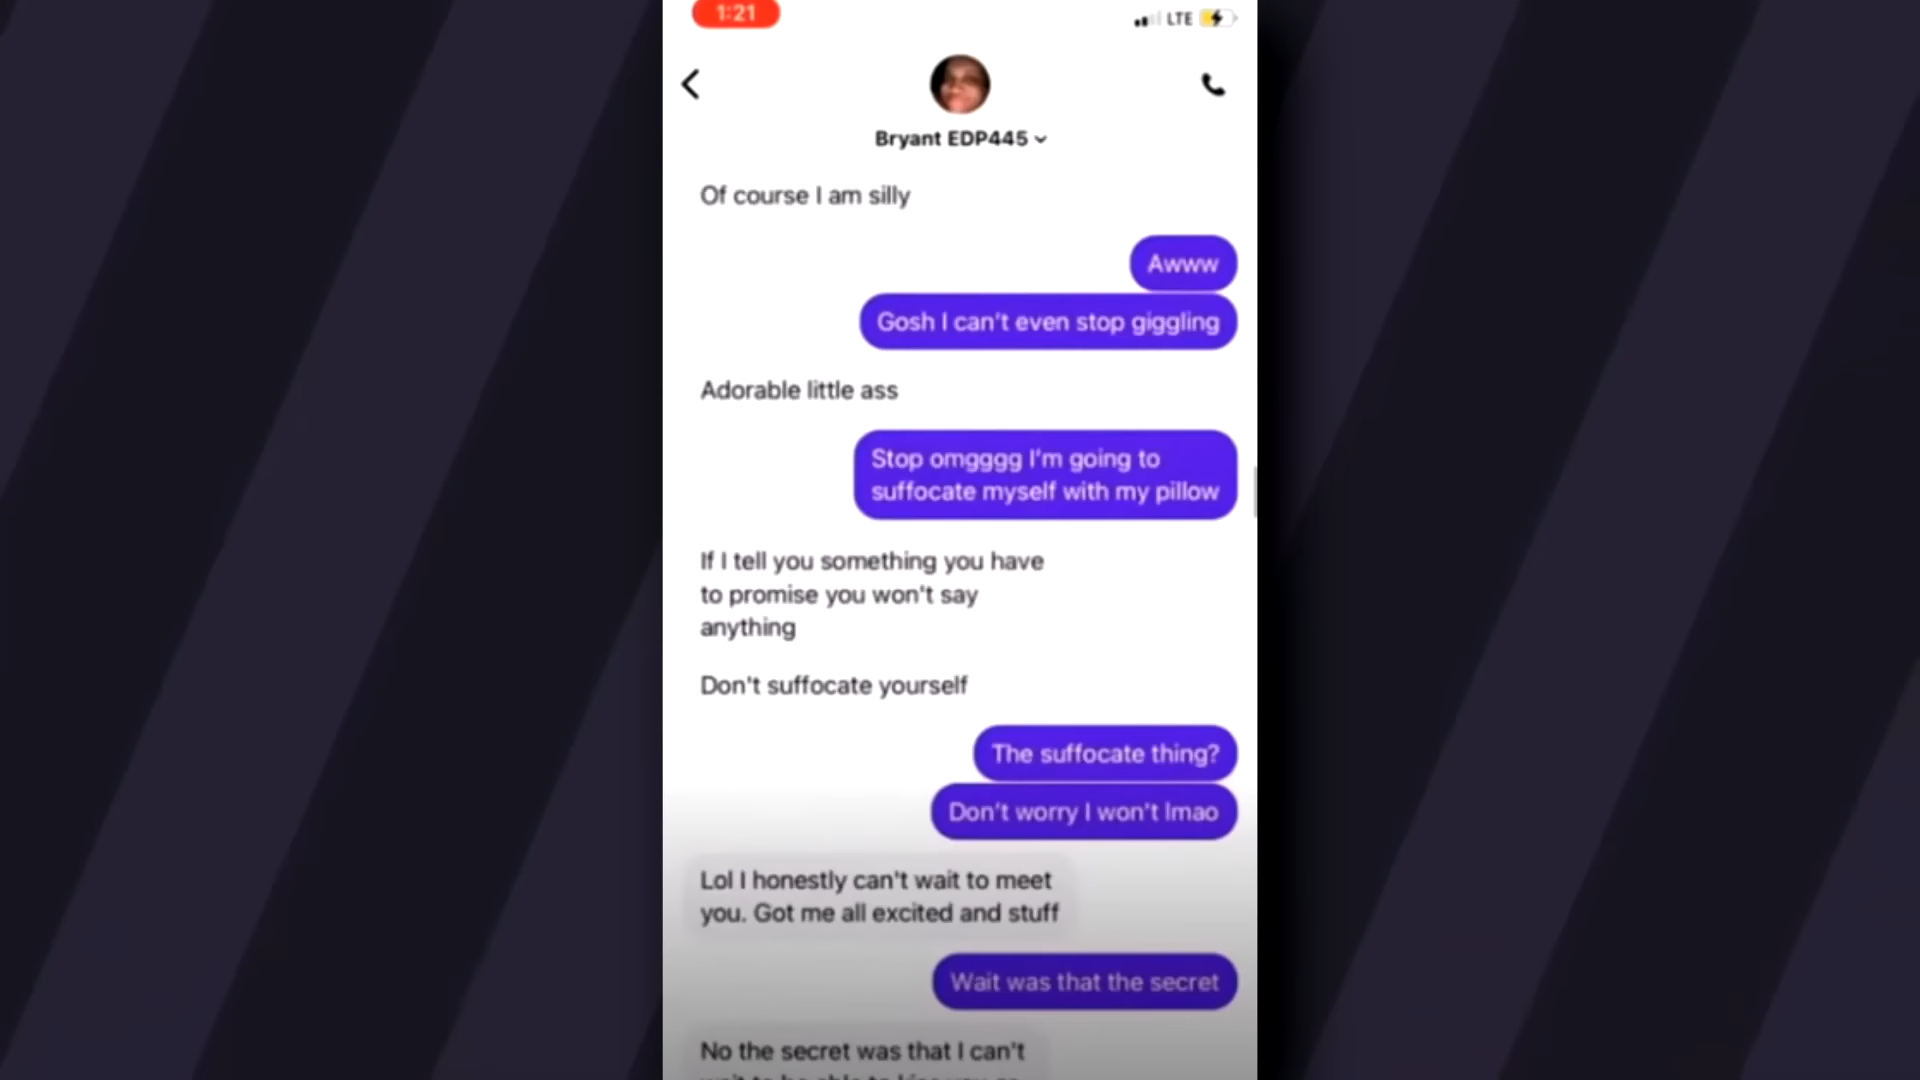 1:21
LTE
Bryant EDP445
Of course I am silly
Awww
Gosh I can't even stop giggling
Adorable little ass
Stop omgggg I'm going to
suffocate myself with my pillow
If I tell you something you have
to promise you won't say
anything
Don't suffocate yourself
The suffocate thing?
Don't worry I won't lmao
Lol I honestly can't wait to meet
you. Got me all excited and stuff
Wait was that the secret
No the secret was that I can't